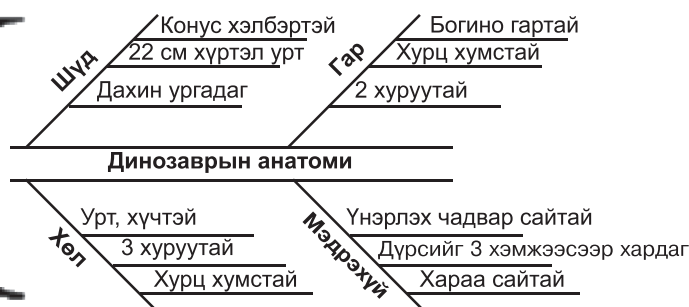 Шүд
Конус хэлбэртэй
22 см хүртэл урт
Дахин ургадаг
Гар
Богино гартай
Хурц хумстай
2 хуруутай
Динозаврын анатоми
Хөл
Урт, хүчтэй
3 хуруутай
Хурц хумстай
Мэдрэхүй
Үнэрлэх чадвар сайтай
Дүрсийг 3 хэмжээсээр хардаг
Хараа сайтай